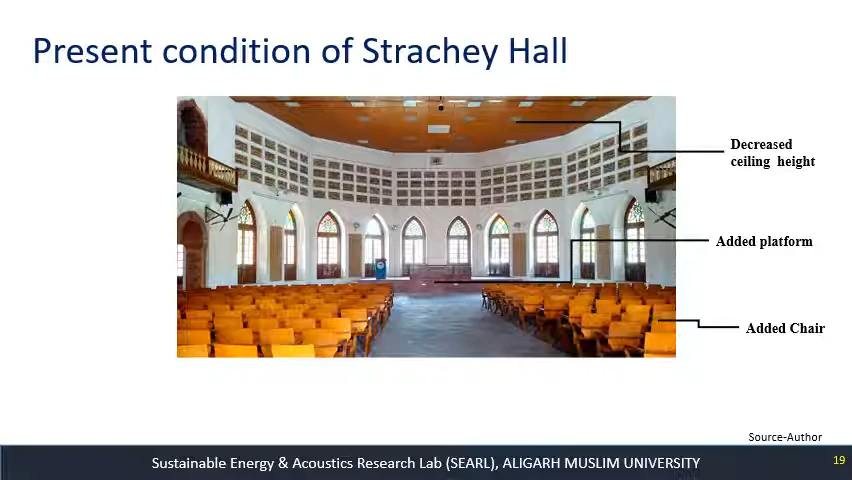 Present condition of Strachey Hall
Decreased
ceiling height
Added platform
Added Chair
Source-Author
Sustainable Energy & Acoustics Research Lab (SEARL), ALIGARH MUSLIM UNIVERSITY
19